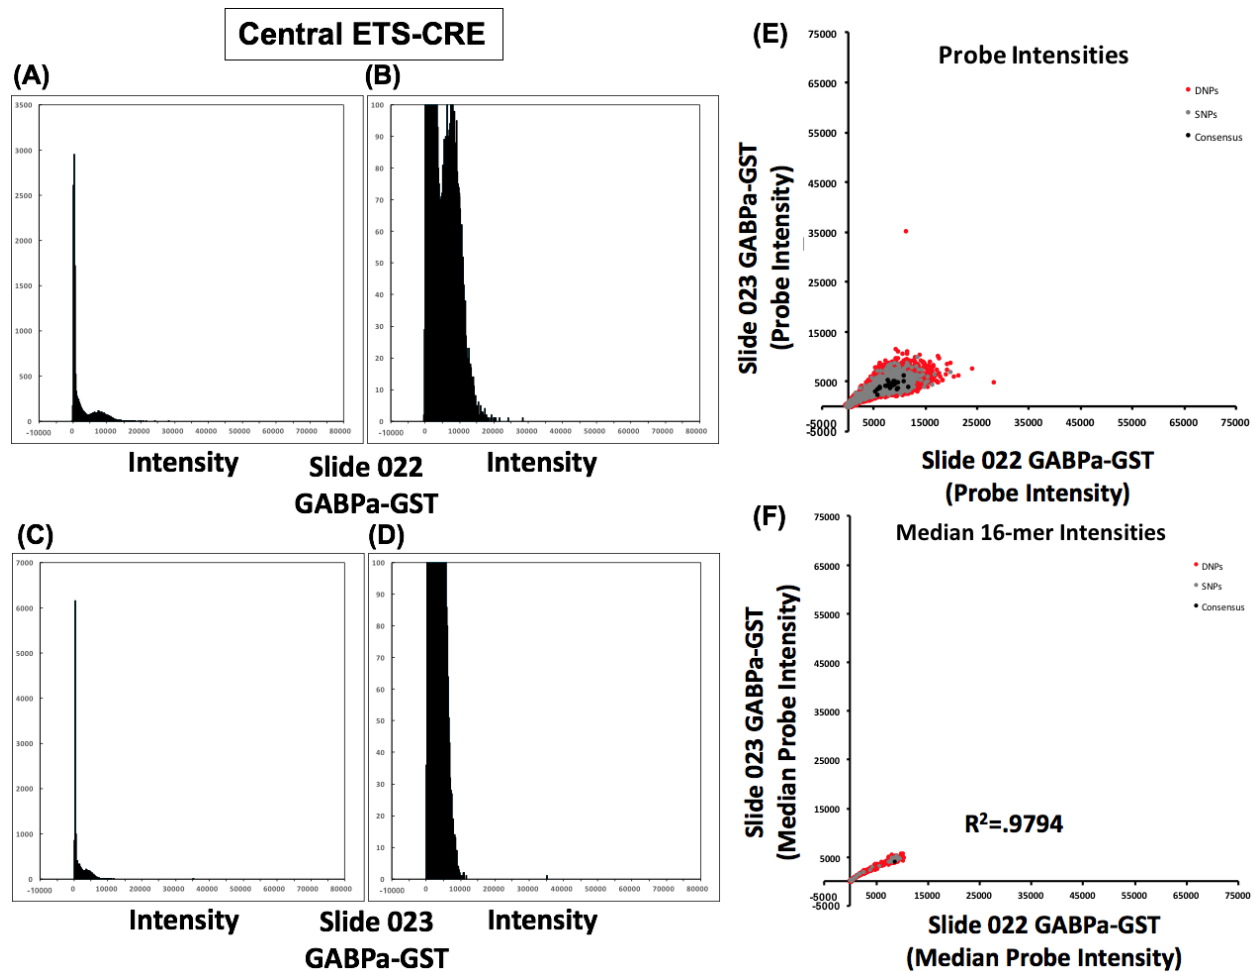 Central ETS-CRE
(A)
3500
3000
2500
2000
1500
1000
500
0
-10000 0 10000 20000 30000 40000 50000 60000 70000 80000
Intensity
(B)
100
90
80
70
60
50
40
30
20
10
0
-10000 0 10000 20000 30000 40000 50000 60000 70000 80000
Intensity
Slide 022
GABPa-GST
(C)
7000
6000
5000
4000
3000
2000
1000
0
-10000 0 10000 20000 30000 40000 50000 60000 70000 80000
Intensity
(D)
100
90
80
70
60
50
40
30
20
10
0
-10000 0 10000 20000 30000 40000 50000 60000 70000 80000
Intensity
Slide 023
GABPa-GST
(E)
Probe Intensities
DNPs
SNPs
Consensus
75000
65000
55000
45000
35000
25000
15000
5000
-5000
-5000 5000 15000 25000 35000 45000 55000 65000 75000
Slide 023 GABPa-GST
(Probe Intensity)
Slide 022 GABPa-GST
(Probe Intensity)
(F)
Median 16-mer Intensities
DNPs
SNPs
Consensus
75000
65000
55000
45000
35000
25000
15000
5000
-5000
-5000 5000 15000 25000 35000 45000 55000 65000 75000
R²=.9794
Slide 023 GABPa-GST
(Median Probe Intensity)
Slide 022 GABPa-GST
(Median Probe Intensity)